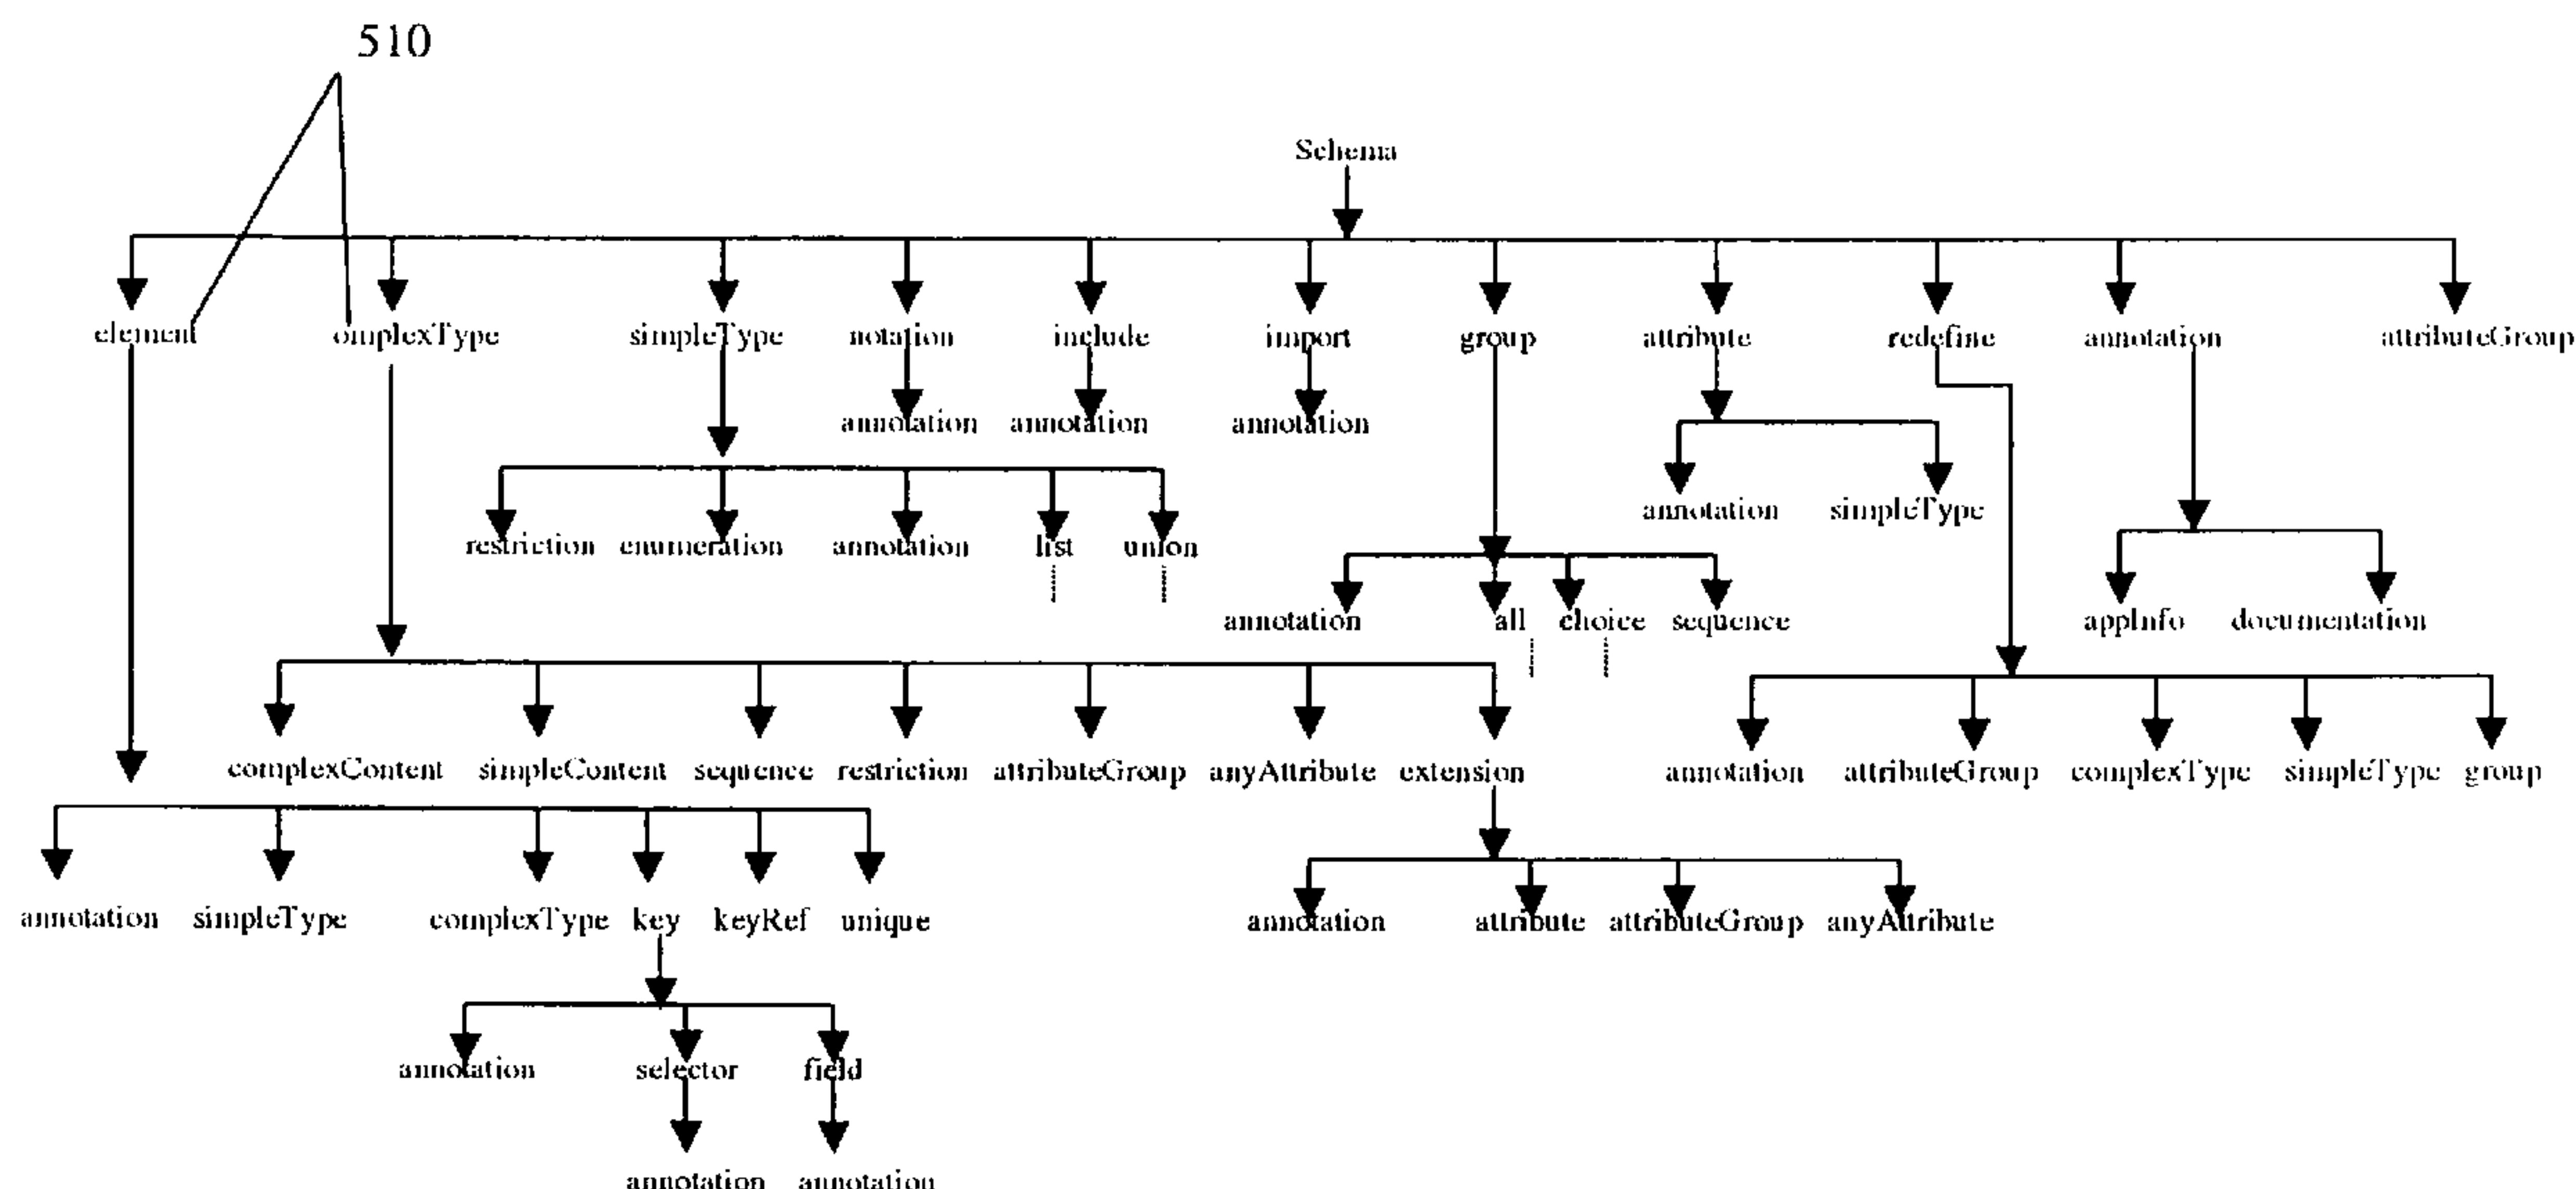 510
Schema
element omplexType simpleType notation include import group attribute redefine annotation attributeGroup
annotation annotation annotation
annotation simpleType
restriction enumeration annotation list union
annotation all choice sequence appInfo documentation
complexContent simpleContent sequence restriction attributeGroup anyAttribute extension annotation attributeGroup complexType simpleType group
annotation simpleType complexType key keyRef unique annotation attribute attributeGroup anyAttribute
annotation selector field
annotation annotation